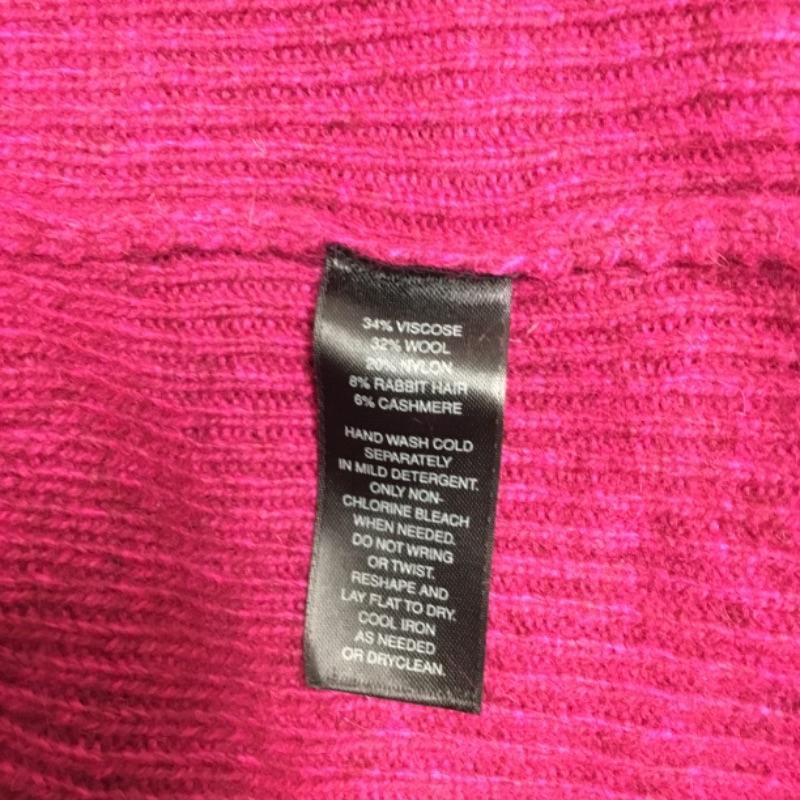 34% VISCOSE
32% WOOL
20% NYLON
8% RABBIT HAIR
6% CASHMERE
HAND WASH COLD
SEPARATELY
IN MILD DETERGENT.
ONLY NON-
CHLORINE BLEACH
WHEN NEEDED.
DO NOT WRING
OR TWIST.
RESHAPE AND
LAY FLAT TO DRY.
COOL IRON
AS NEEDED
OR DRYCLEAN.